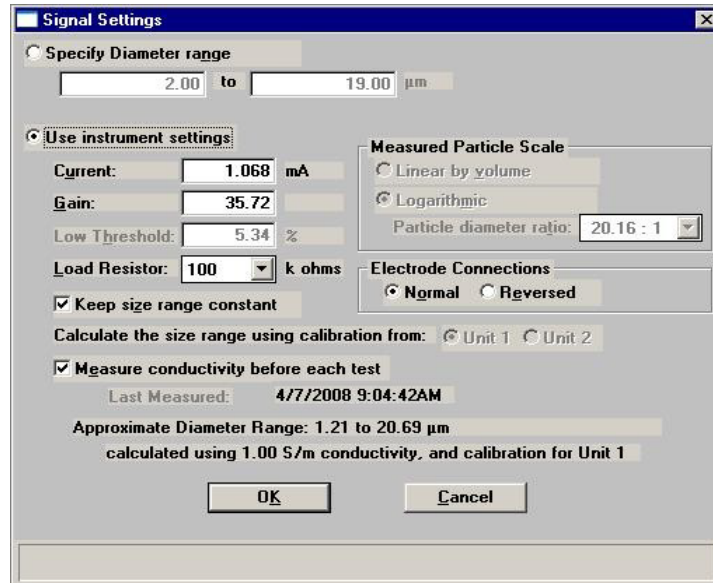 Signal Settings
Specify Diameter range
2.00 to 19.00 µm
Use instrument settings
Current: 1.068 mA
Gain: 35.72
Low Threshold: 5.34 %
Load Resistor: 100 k ohms
Keep size range constant
Measured Particle Scale
Linear by volume
Logarithmic
Particle diameter ratio: 20.16 : 1
Electrode Connections
Normal Reversed
Calculate the size range using calibration from: Unit 1 Unit 2
Measure conductivity before each test
Last Measured: 4/7/2008 9:04:42AM
Approximate Diameter Range: 1.21 to 20.69 µm
calculated using 1.00 S/m conductivity, and calibration for Unit 1
OK Cancel